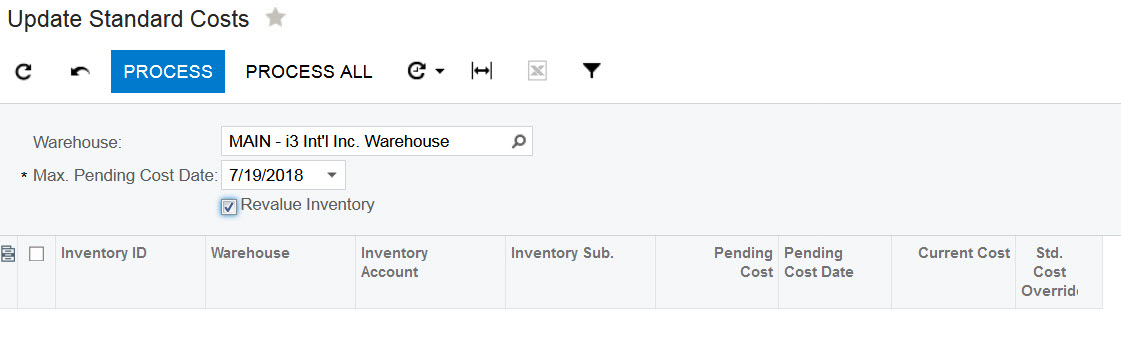 Update Standard Costs
PROCESS PROCESS ALL
Warehouse: MAIN - i3 Int'l Inc. Warehouse
* Max. Pending Cost Date: 7/19/2018
Revalue Inventory
Inventory ID Warehouse Inventory Account Inventory Sub. Pending Cost Pending Cost Date Current Cost Std. Cost Override